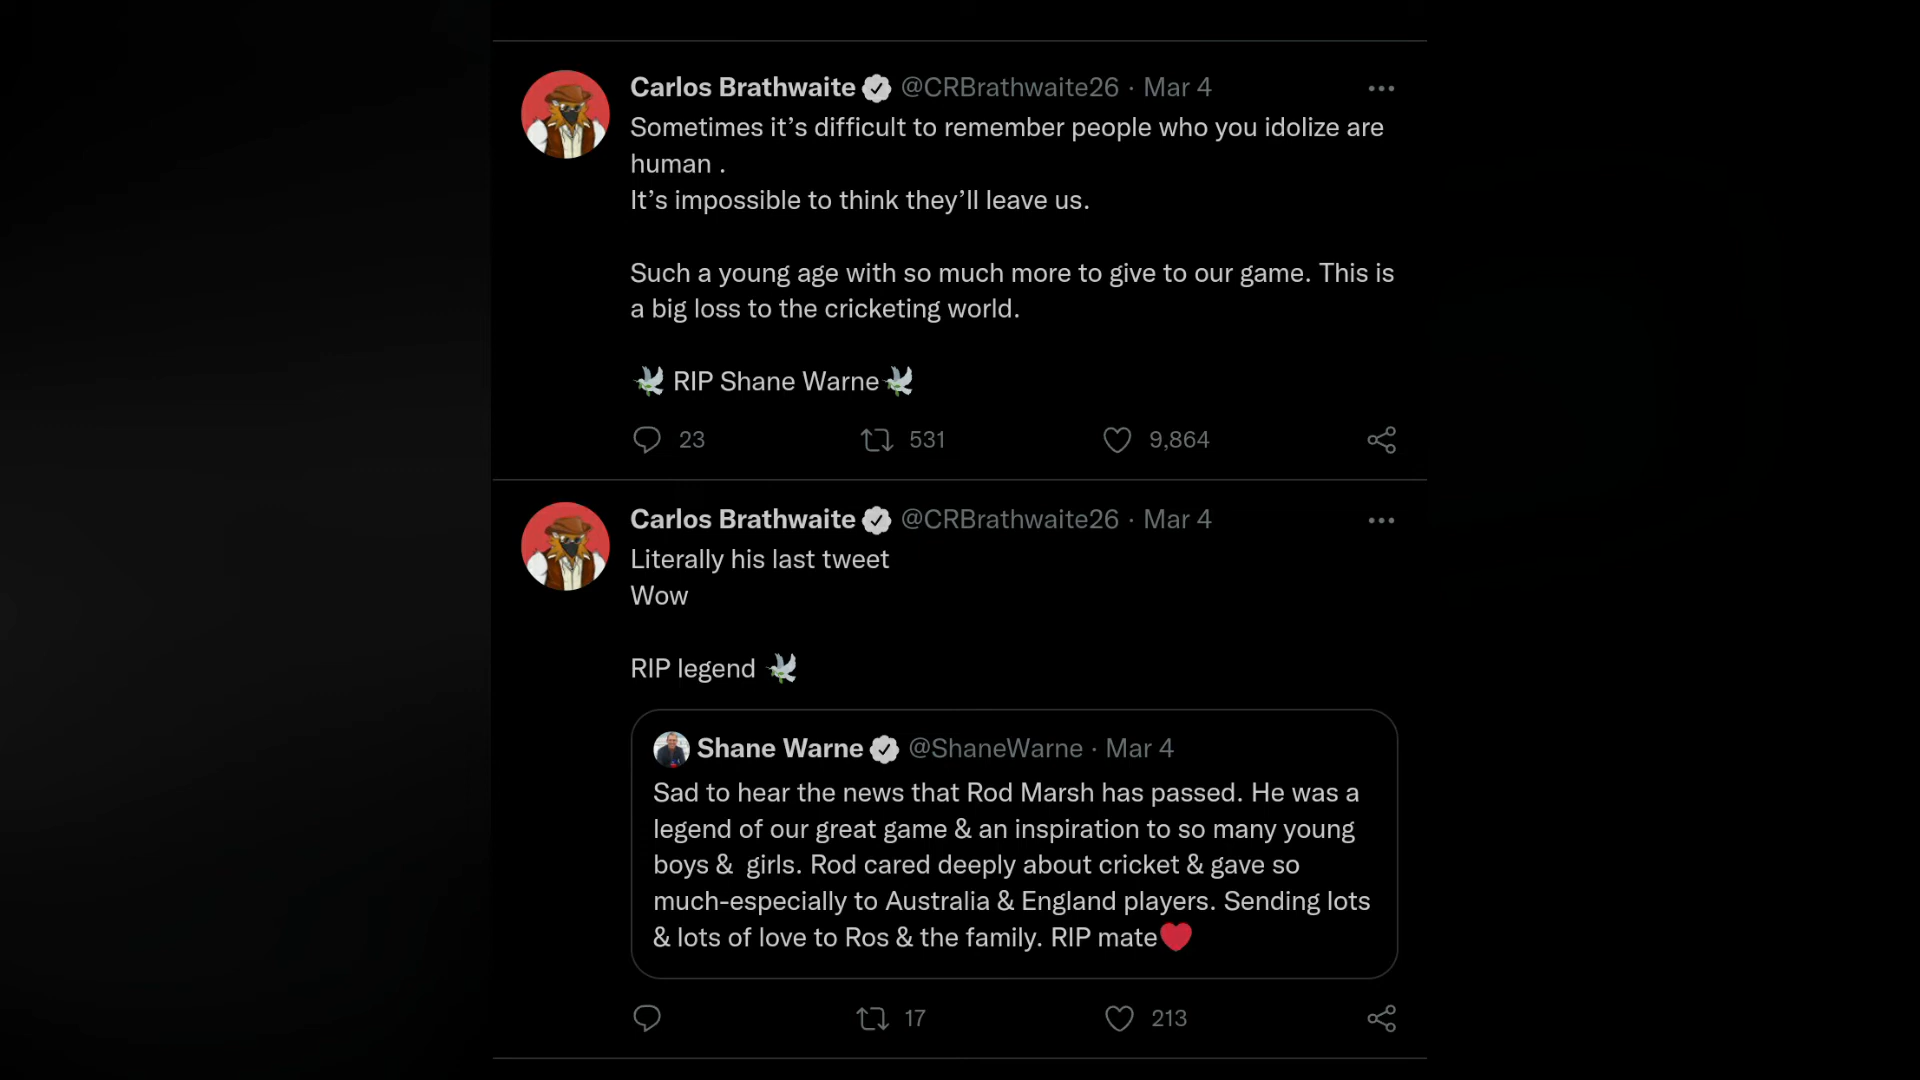 Carlos Brathwaite @CRBrathwaite26 · Mar 4
Sometimes it’s difficult to remember people who you idolize are
human .
It’s impossible to think they’ll leave us.
Such a young age with so much more to give to our game. This is
a big loss to the cricketing world.
🕊️ RIP Shane Warne🕊️
23 531 9,864
Carlos Brathwaite @CRBrathwaite26 · Mar 4
Literally his last tweet
Wow
RIP legend 🕊️
Shane Warne @ShaneWarne · Mar 4
Sad to hear the news that Rod Marsh has passed. He was a
legend of our great game & an inspiration to so many young
boys &  girls. Rod cared deeply about cricket & gave so
much-especially to Australia & England players. Sending lots
& lots of love to Ros & the family. RIP mate❤️
17 213